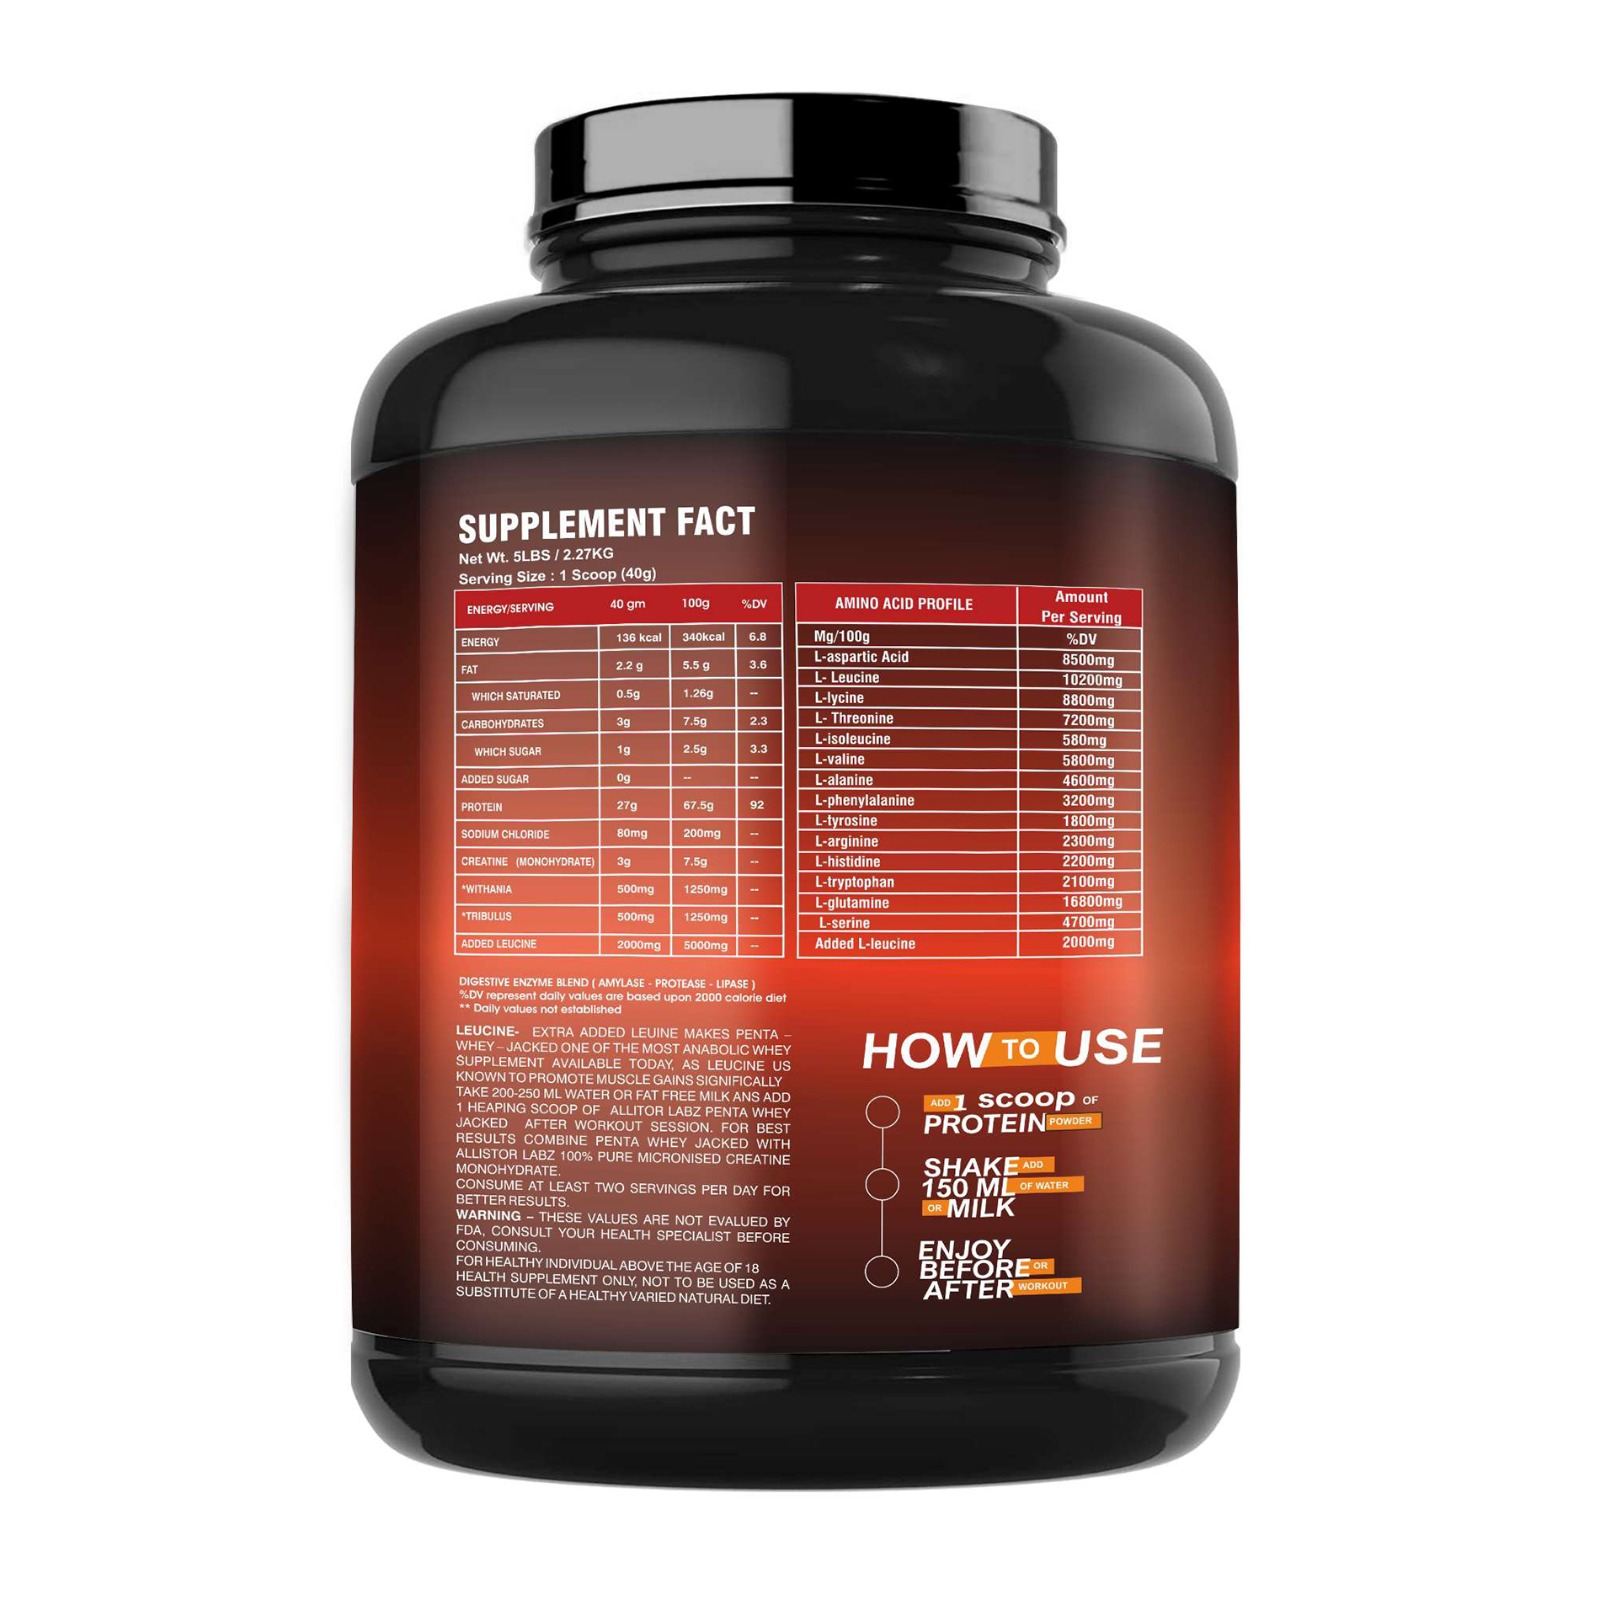 SUPPLEMENT FACT
Net Wt. 5LBS / 2.27KG
Serving Size : 1 Scoop (40g)
ENERGY/SERVING 40 gm 100g %DV
ENERGY 136 kcal 340kcal 6.8
FAT 2.2 g 5.5 g 3.6
WHICH SATURATED 0.5g 1.26g --
CARBOHYDRATES 3g 7.5g 2.3
WHICH SUGAR 1g 2.5g 3.3
ADDED SUGAR 0g -- --
PROTEIN 27g 67.5g 92
SODIUM CHLORIDE 80mg 200mg --
CREATINE (MONOHYDRATE) 3g 7.5g --
*WITHANIA 500mg 1250mg --
*TRIBULUS 500mg 1250mg --
ADDED LEUCINE 2000mg 5000mg --
DIGESTIVE ENZYME BLEND ( AMYLASE - PROTEASE - LIPASE )
%DV represent daily values are based upon 2000 calorie diet
** Daily values not established
LEUCINE- EXTRA ADDED LEUINE MAKES PENTA –
WHEY – JACKED ONE OF THE MOST ANABOLIC WHEY
SUPPLEMENT AVAILABLE TODAY, AS LEUCINE US
KNOWN TO PROMOTE MUSCLE GAINS SIGNIFICALLY
TAKE 200-250 ML WATER OR FAT FREE MILK ANS ADD
1 HEAPING SCOOP OF ALLITOR LABZ PENTA WHEY
JACKED AFTER WORKOUT SESSION. FOR BEST
RESULTS COMBINE PENTA WHEY JACKED WITH
ALLISTOR LABZ 100% PURE MICRONISED CREATINE
MONOHYDRATE.
CONSUME AT LEAST TWO SERVINGS PER DAY FOR
BETTER RESULTS.
WARNING – THESE VALUES ARE NOT EVALUED BY
FDA, CONSULT YOUR HEALTH SPECIALIST BEFORE
CONSUMING.
FOR HEALTHY INDIVIDUAL ABOVE THE AGE OF 18
HEALTH SUPPLEMENT ONLY, NOT TO BE USED AS A
SUBSTITUTE OF A HEALTHY VARIED NATURAL DIET.
AMINO ACID PROFILE Amount
Per Serving
Mg/100g %DV
L-aspartic Acid 8500mg
L- Leucine 10200mg
L-lycine 8800mg
L- Threonine 7200mg
L-isoleucine 580mg
L-valine 5800mg
L-alanine 4600mg
L-phenylalanine 3200mg
L-tyrosine 1800mg
L-arginine 2300mg
L-histidine 2200mg
L-tryptophan 2100mg
L-glutamine 16800mg
L-serine 4700mg
Added L-leucine 2000mg
HOW TO USE
ADD 1 SCOOP OF
PROTEIN POWDER
SHAKE ADD
150 ML OF WATER
OR MILK
ENJOY
BEFORE OR
AFTER WORKOUT